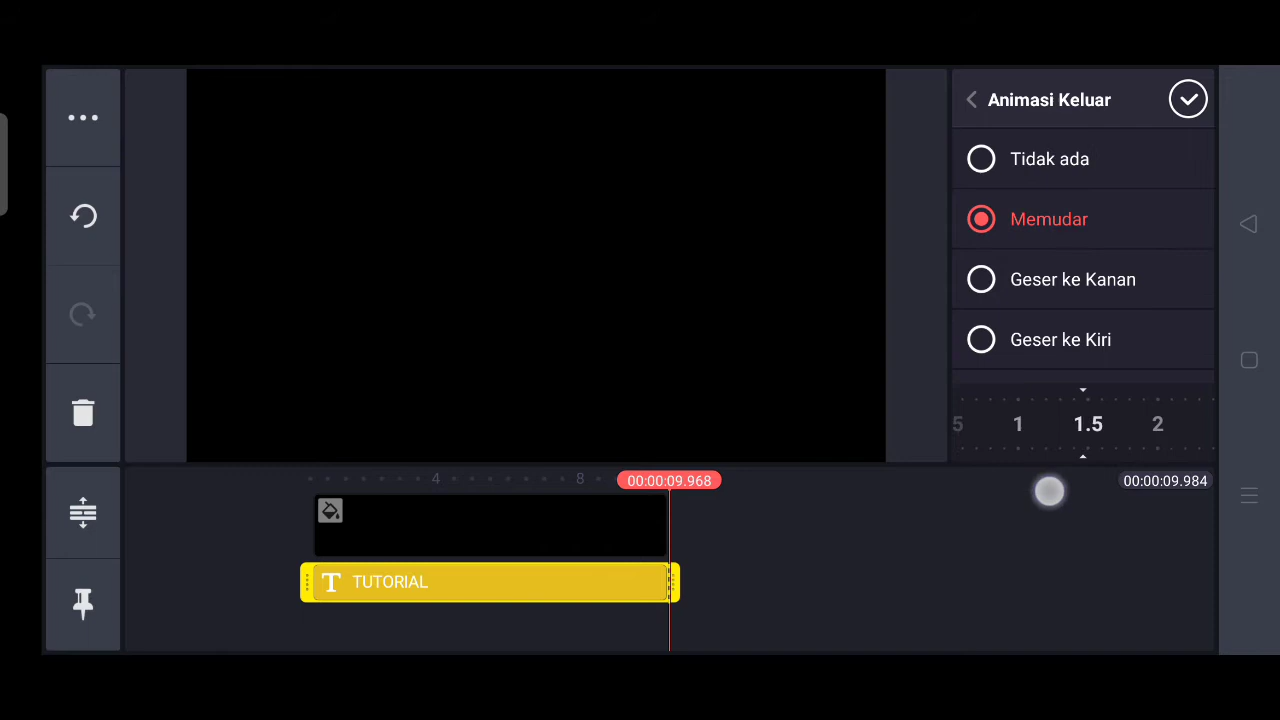 Animasi Keluar
Tidak ada
Memudar
Geser ke Kanan
Geser ke Kiri
5 1 1.5 2
4 8 00:00:09.968 00:00:09.984
T TUTORIAL